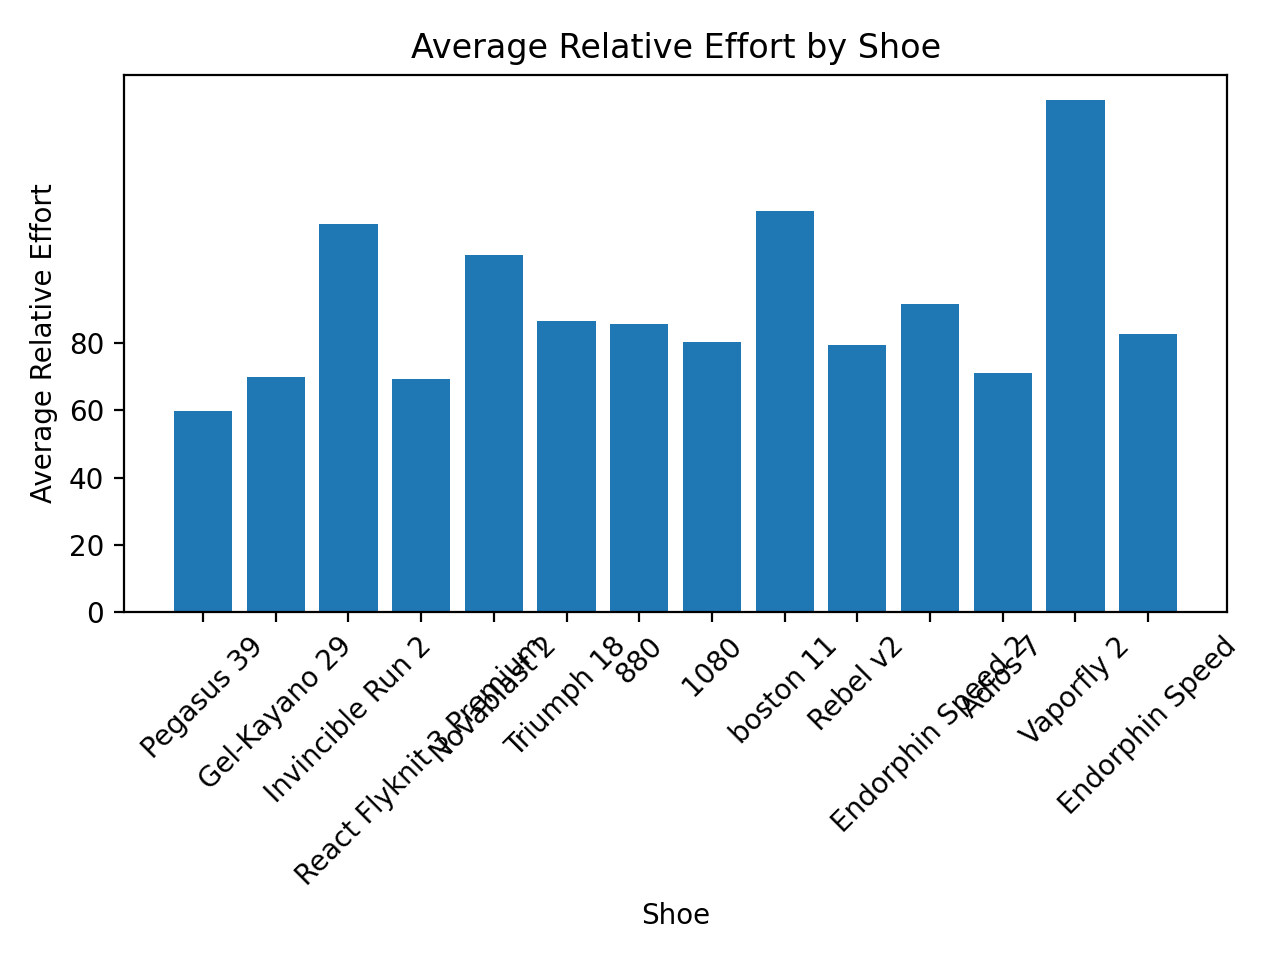 Average Relative Effort by Shoe
Average Relative Effort
80
60
40
20
0
Pegasus 39
Gel-Kayano 29
Invincible Run 2
React Flyknit 3 Premium
Novablast 2
Triumph 18
880
1080
boston 11
Rebel v2
Endorphin Speed 2
Adios 7
Vaporfly 2
Endorphin Speed
Shoe